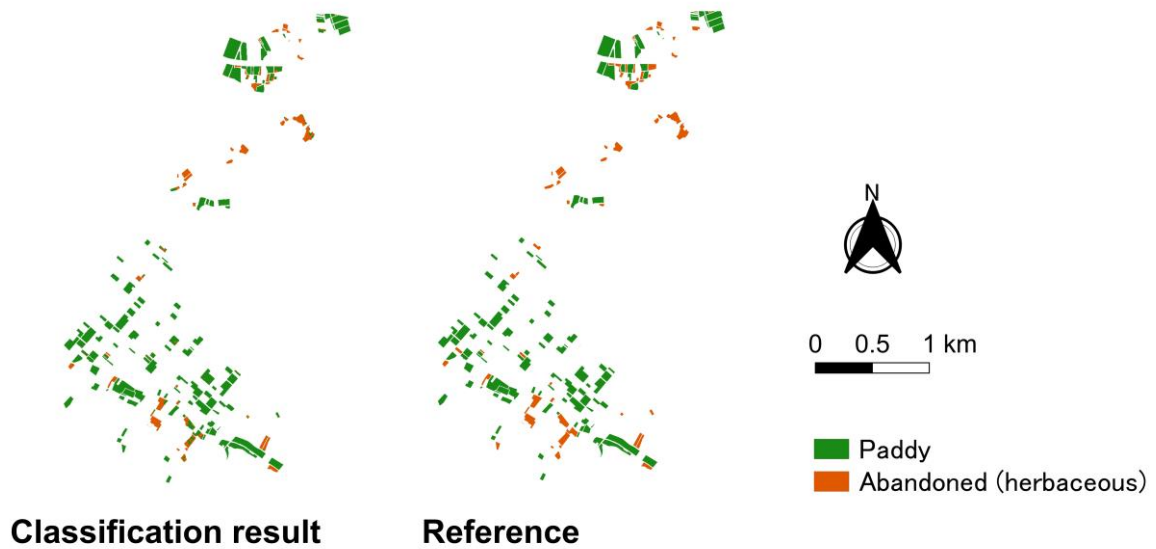 N
0 0.5 1 km
Paddy
Abandoned (herbaceous)
Classification result Reference